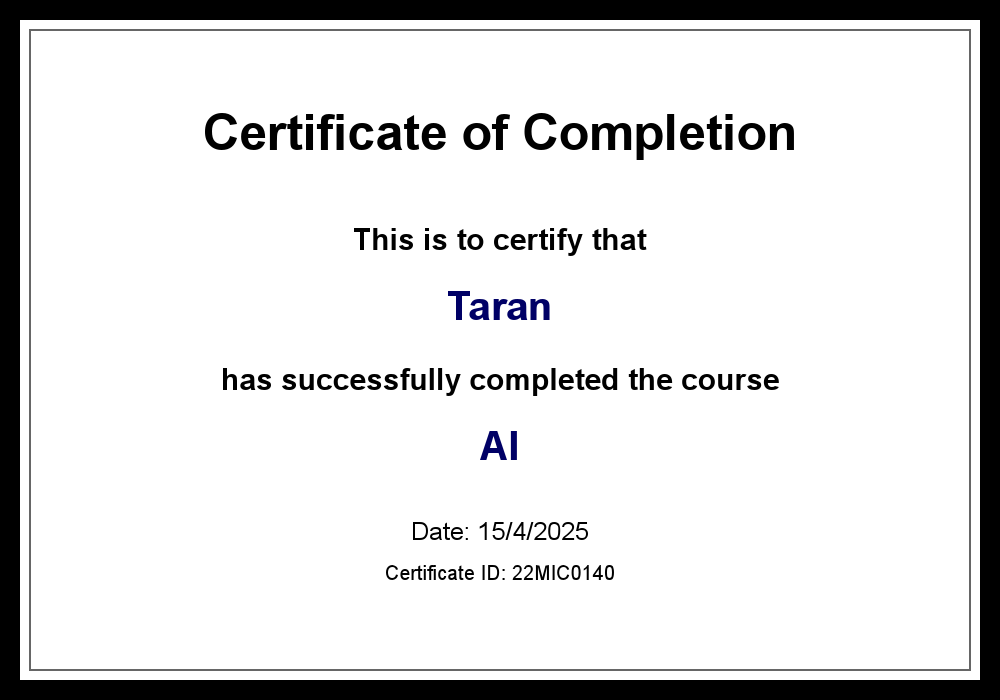 Certificate of Completion
This is to certify that
Taran
has successfully completed the course
AI
Date: 15/4/2025
Certificate ID: 22MIC0140